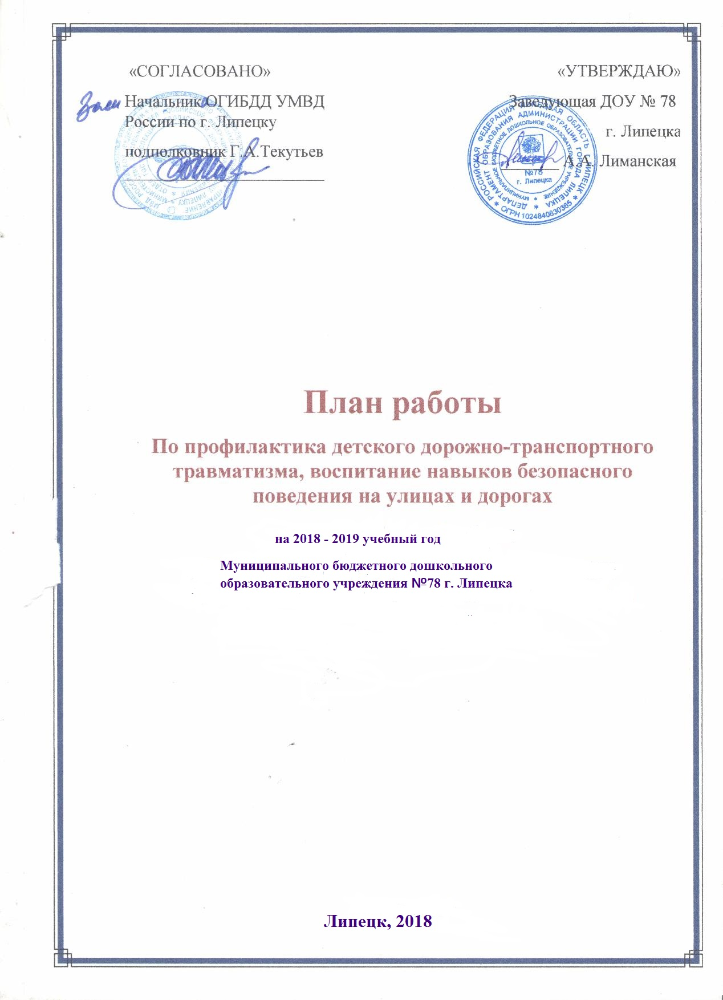 «СОГЛАСОВАНО»
Начальник ОГИБДД УМВД
России по г. Липецку
подполковник Г.А.Текутьев
«УТВЕРЖДАЮ»
Заведующая ДОУ № 78
г. Липецка
А.А. Лиманская
РОССИЙСКАЯ ФЕДЕРАЦИЯ ЛИПЕЦКАЯ ОБЛАСТЬ Г.ЛИПЕЦК
ОГРН 1024840830365
ДЕПАРТАМЕНТ ОБРАЗОВАНИЯ АДМИНИСТРАЦИИ ГОРОДА ЛИПЕЦКА
МУНИЦИПАЛЬНОЕ БЮДЖЕТНОЕ ДОШКОЛЬНОЕ ОБРАЗОВАТЕЛЬНОЕ УЧРЕЖДЕНИЕ
№78
г. Липецка
План работы
По профилактика детского дорожно-транспортного
травматизма, воспитание навыков безопасного
поведения на улицах и дорогах
на 2018 - 2019 учебный год
Муниципального бюджетного дошкольного
образовательного учреждения №78 г. Липецка
Липецк, 2018